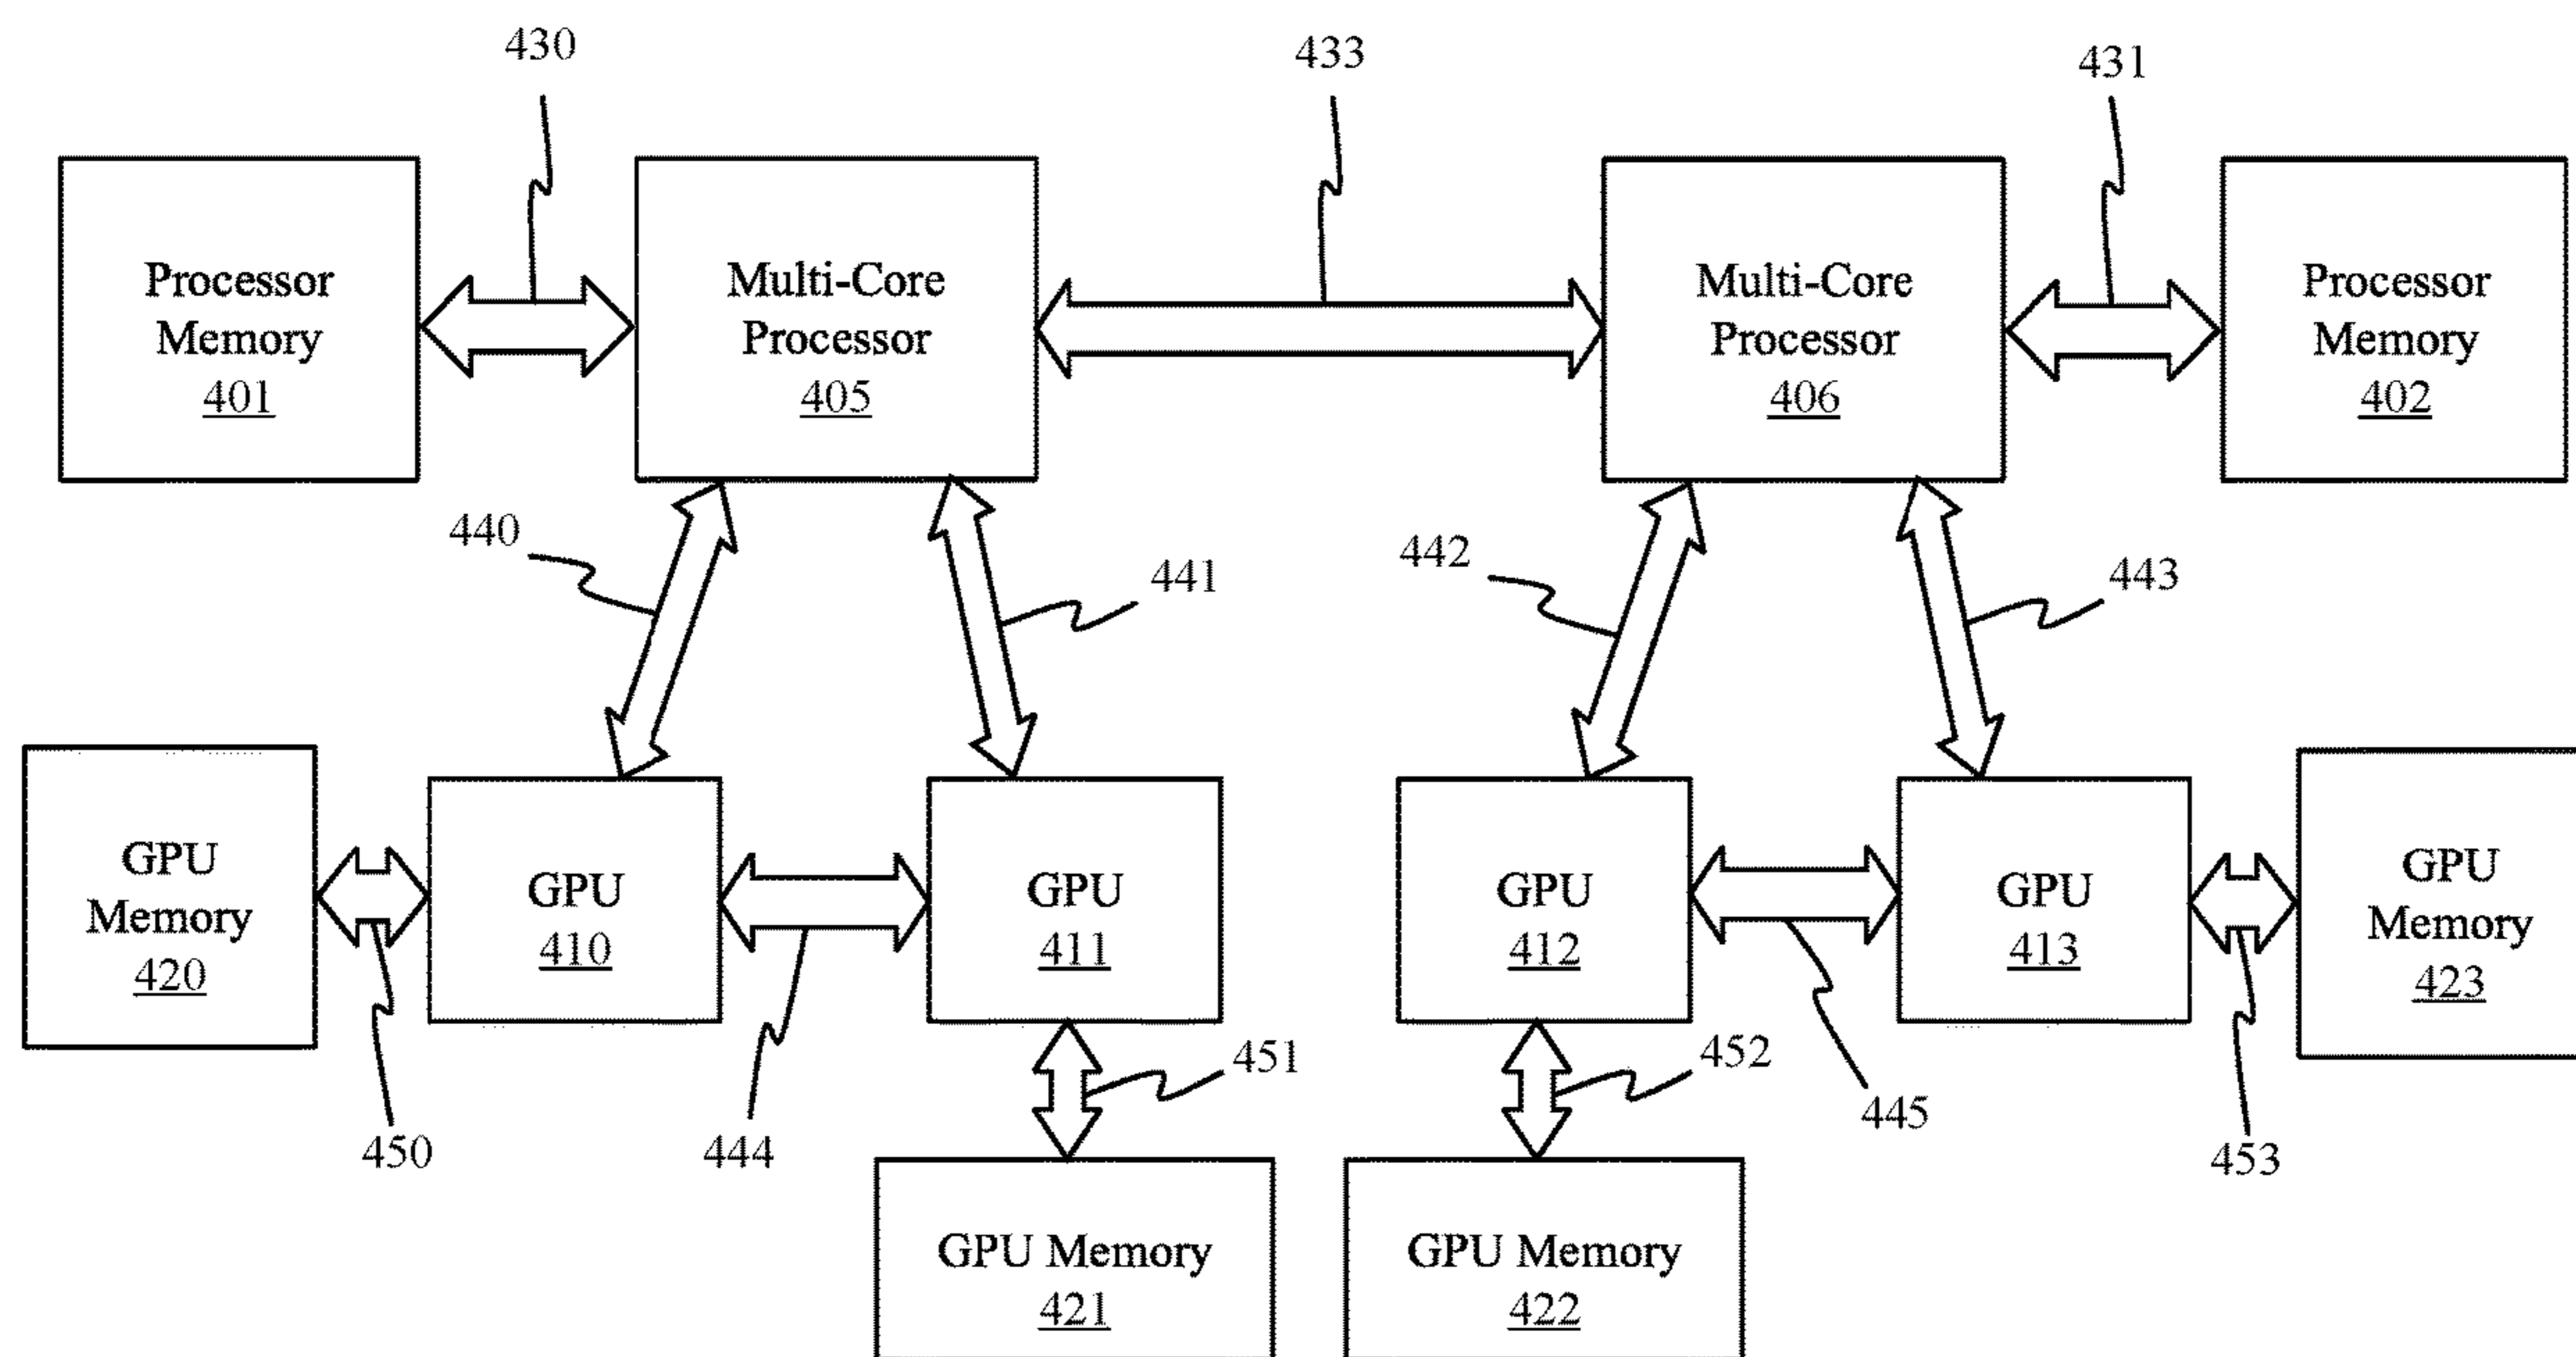 430
433
431
Processor
Memory
401
Multi-Core
Processor
405
Multi-Core
Processor
406
Processor
Memory
402
440
441
442
443
GPU
Memory
420
GPU
410
GPU
411
GPU
412
GPU
413
GPU
Memory
423
450
444
451
452
445
453
GPU Memory
421
GPU Memory
422